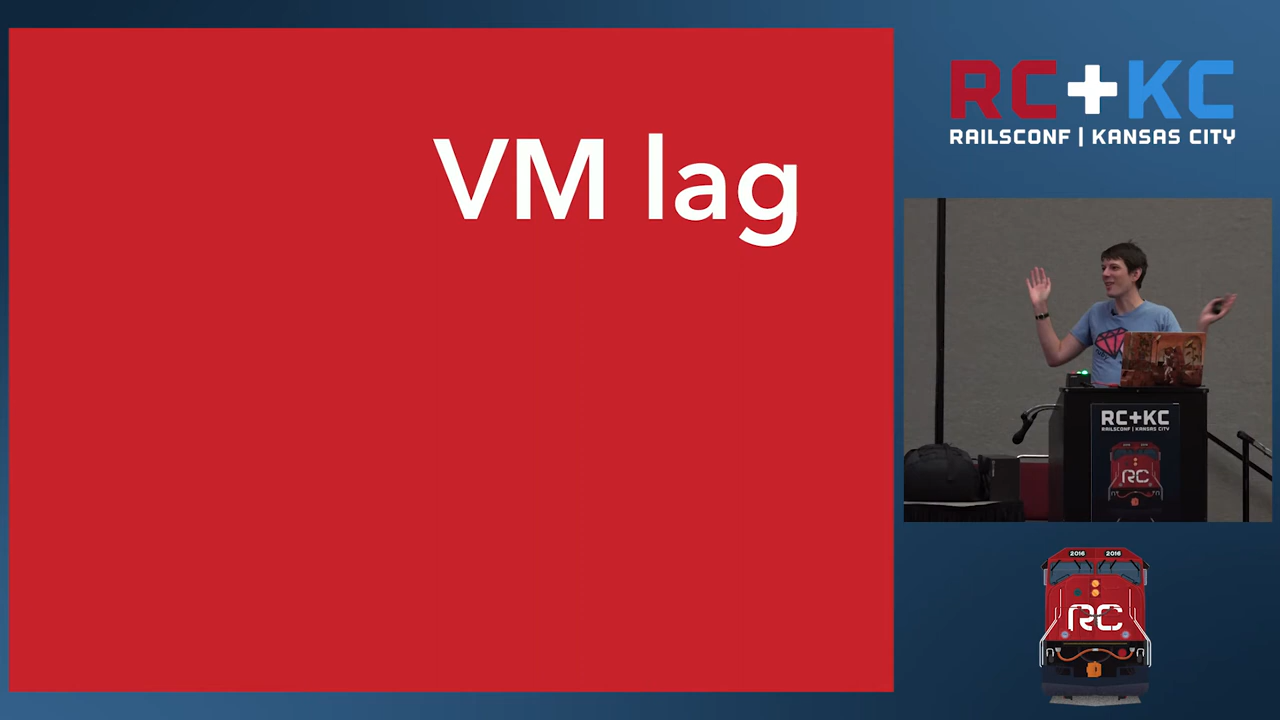 VM lag
RC+KC
RAILSCONF | KANSAS CITY
RC+KC
RAILSCONF | KANSAS CITY
RC
2016 2016
RC